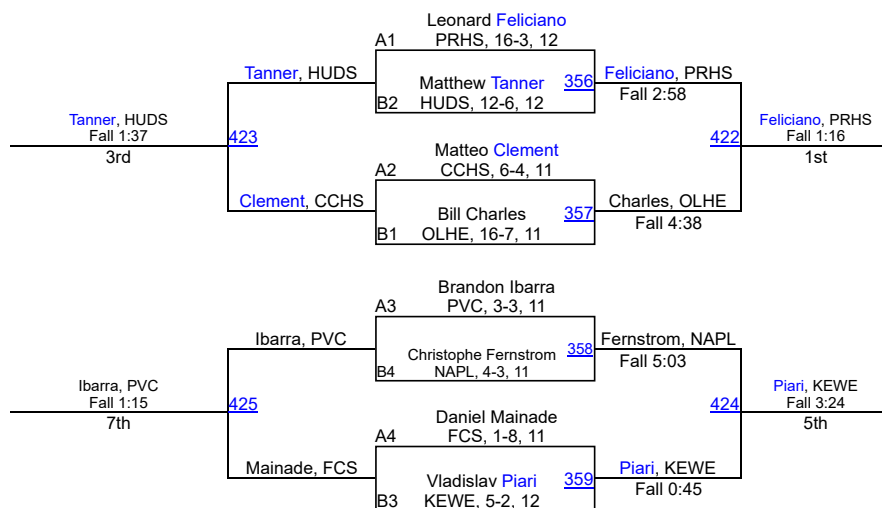 Leonard Feliciano
A1 PRHS, 16-3, 12
Tanner, HUDS
Matthew Tanner 356 Feliciano, PRHS
B2 HUDS, 12-6, 12
Fall 2:58
Tanner, HUDS
Fall 1:37
3rd
423
Matteo Clement
A2 CCHS, 6-4, 11
422
Feliciano, PRHS
Fall 1:16
1st
Clement, CCHS
Bill Charles 357 Charles, OLHE
B1 OLHE, 16-7, 11
Fall 4:38
Brandon Ibarra
A3 PVC, 3-3, 11
Ibarra, PVC
Christophe Fernstrom 358 Fernstrom, NAPL
B4 NAPL, 4-3, 11
Fall 5:03
Ibarra, PVC
Fall 1:15
7th
425
Daniel Mainade
A4 FCS, 1-8, 11
424
Piari, KEWE
Fall 3:24
5th
Mainade, FCS
Vladislav Piari 359 Piari, KEWE
B3 KEWE, 5-2, 12
Fall 0:45